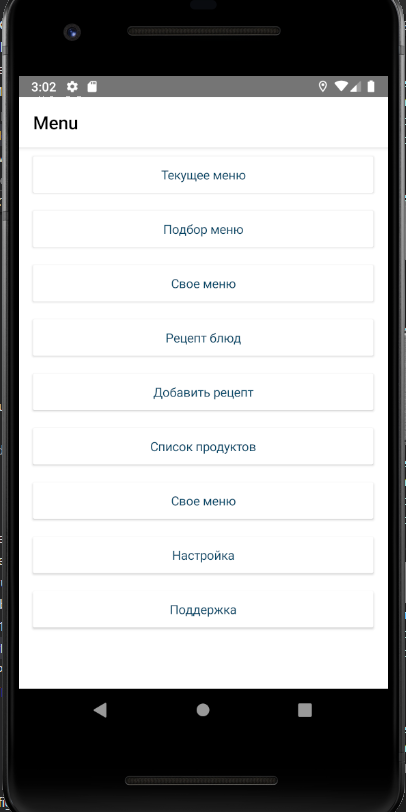 3:02
Menu
Текущее меню
Подбор меню
Свое меню
Рецепт блюд
Добавить рецепт
Список продуктов
Свое меню
Настройка
Поддержка